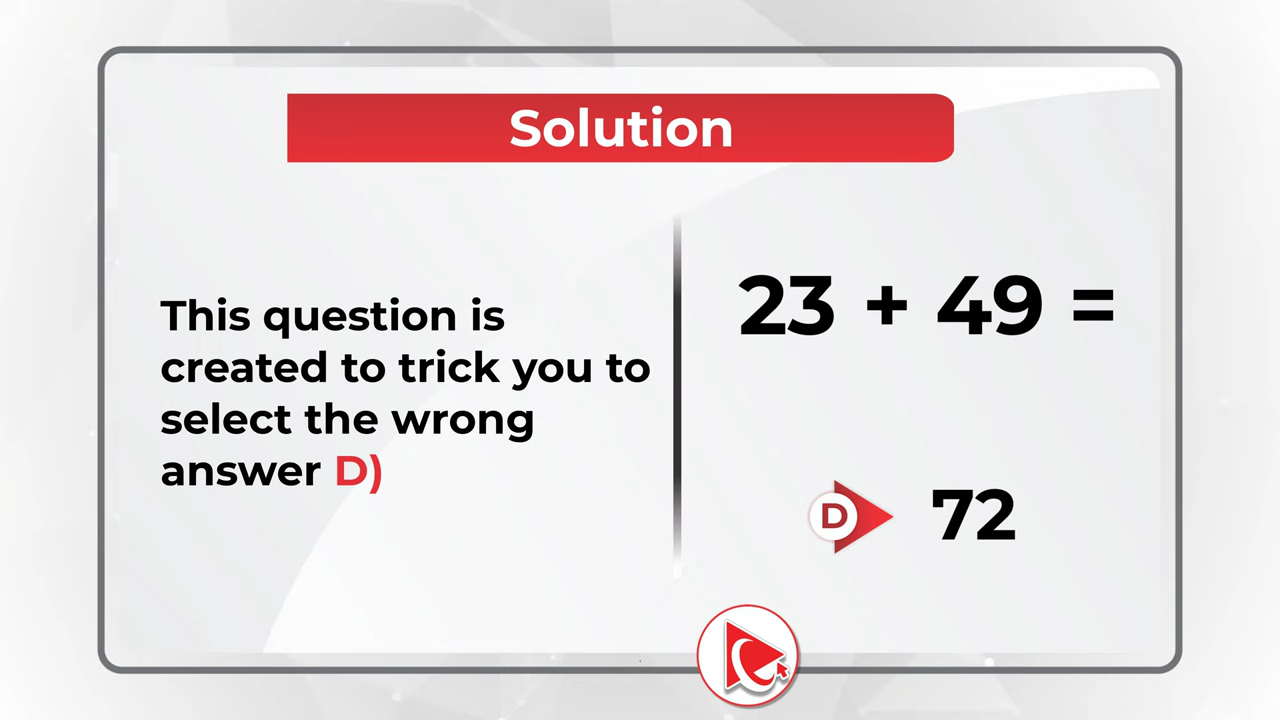 Solution
This question is
created to trick you to
select the wrong
answer D)
23 + 49 =
D 72